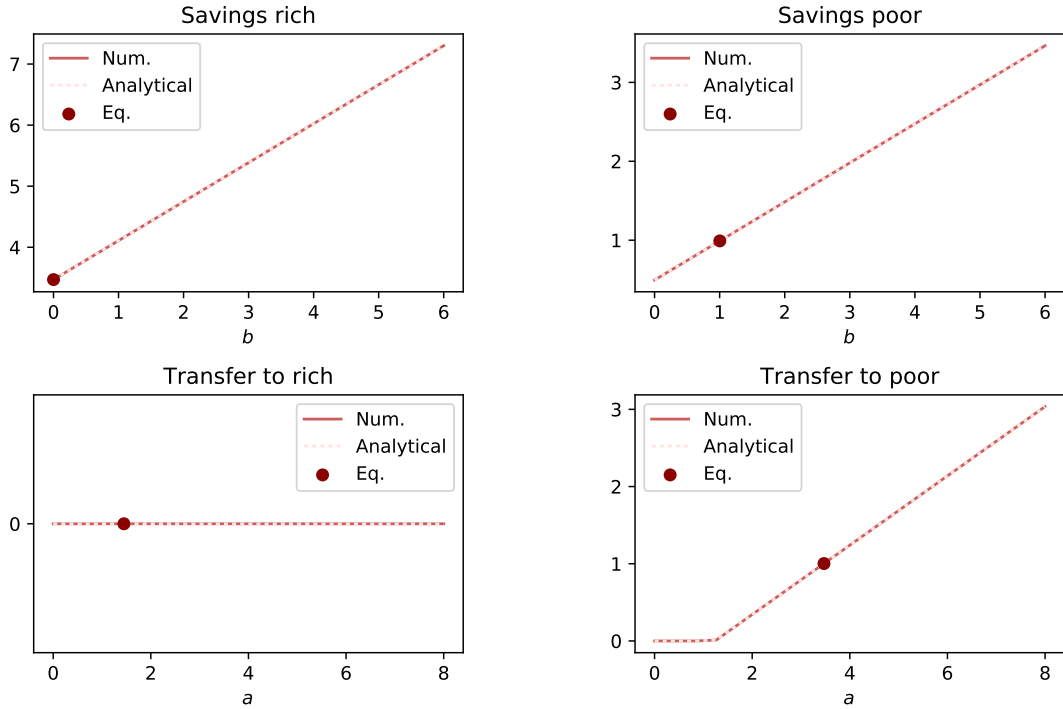 Savings rich
7
6
5
4
Num.
Analytical
Eq.
0 1 2 3 4 5 6
b
Savings poor
3
2
1
Num.
Analytical
Eq.
0 1 2 3 4 5 6
b
Transfer to rich
0
Num.
Analytical
Eq.
0 2 4 6 8
a
Transfer to poor
3
2
1
0
Num.
Analytical
Eq.
0 2 4 6 8
a